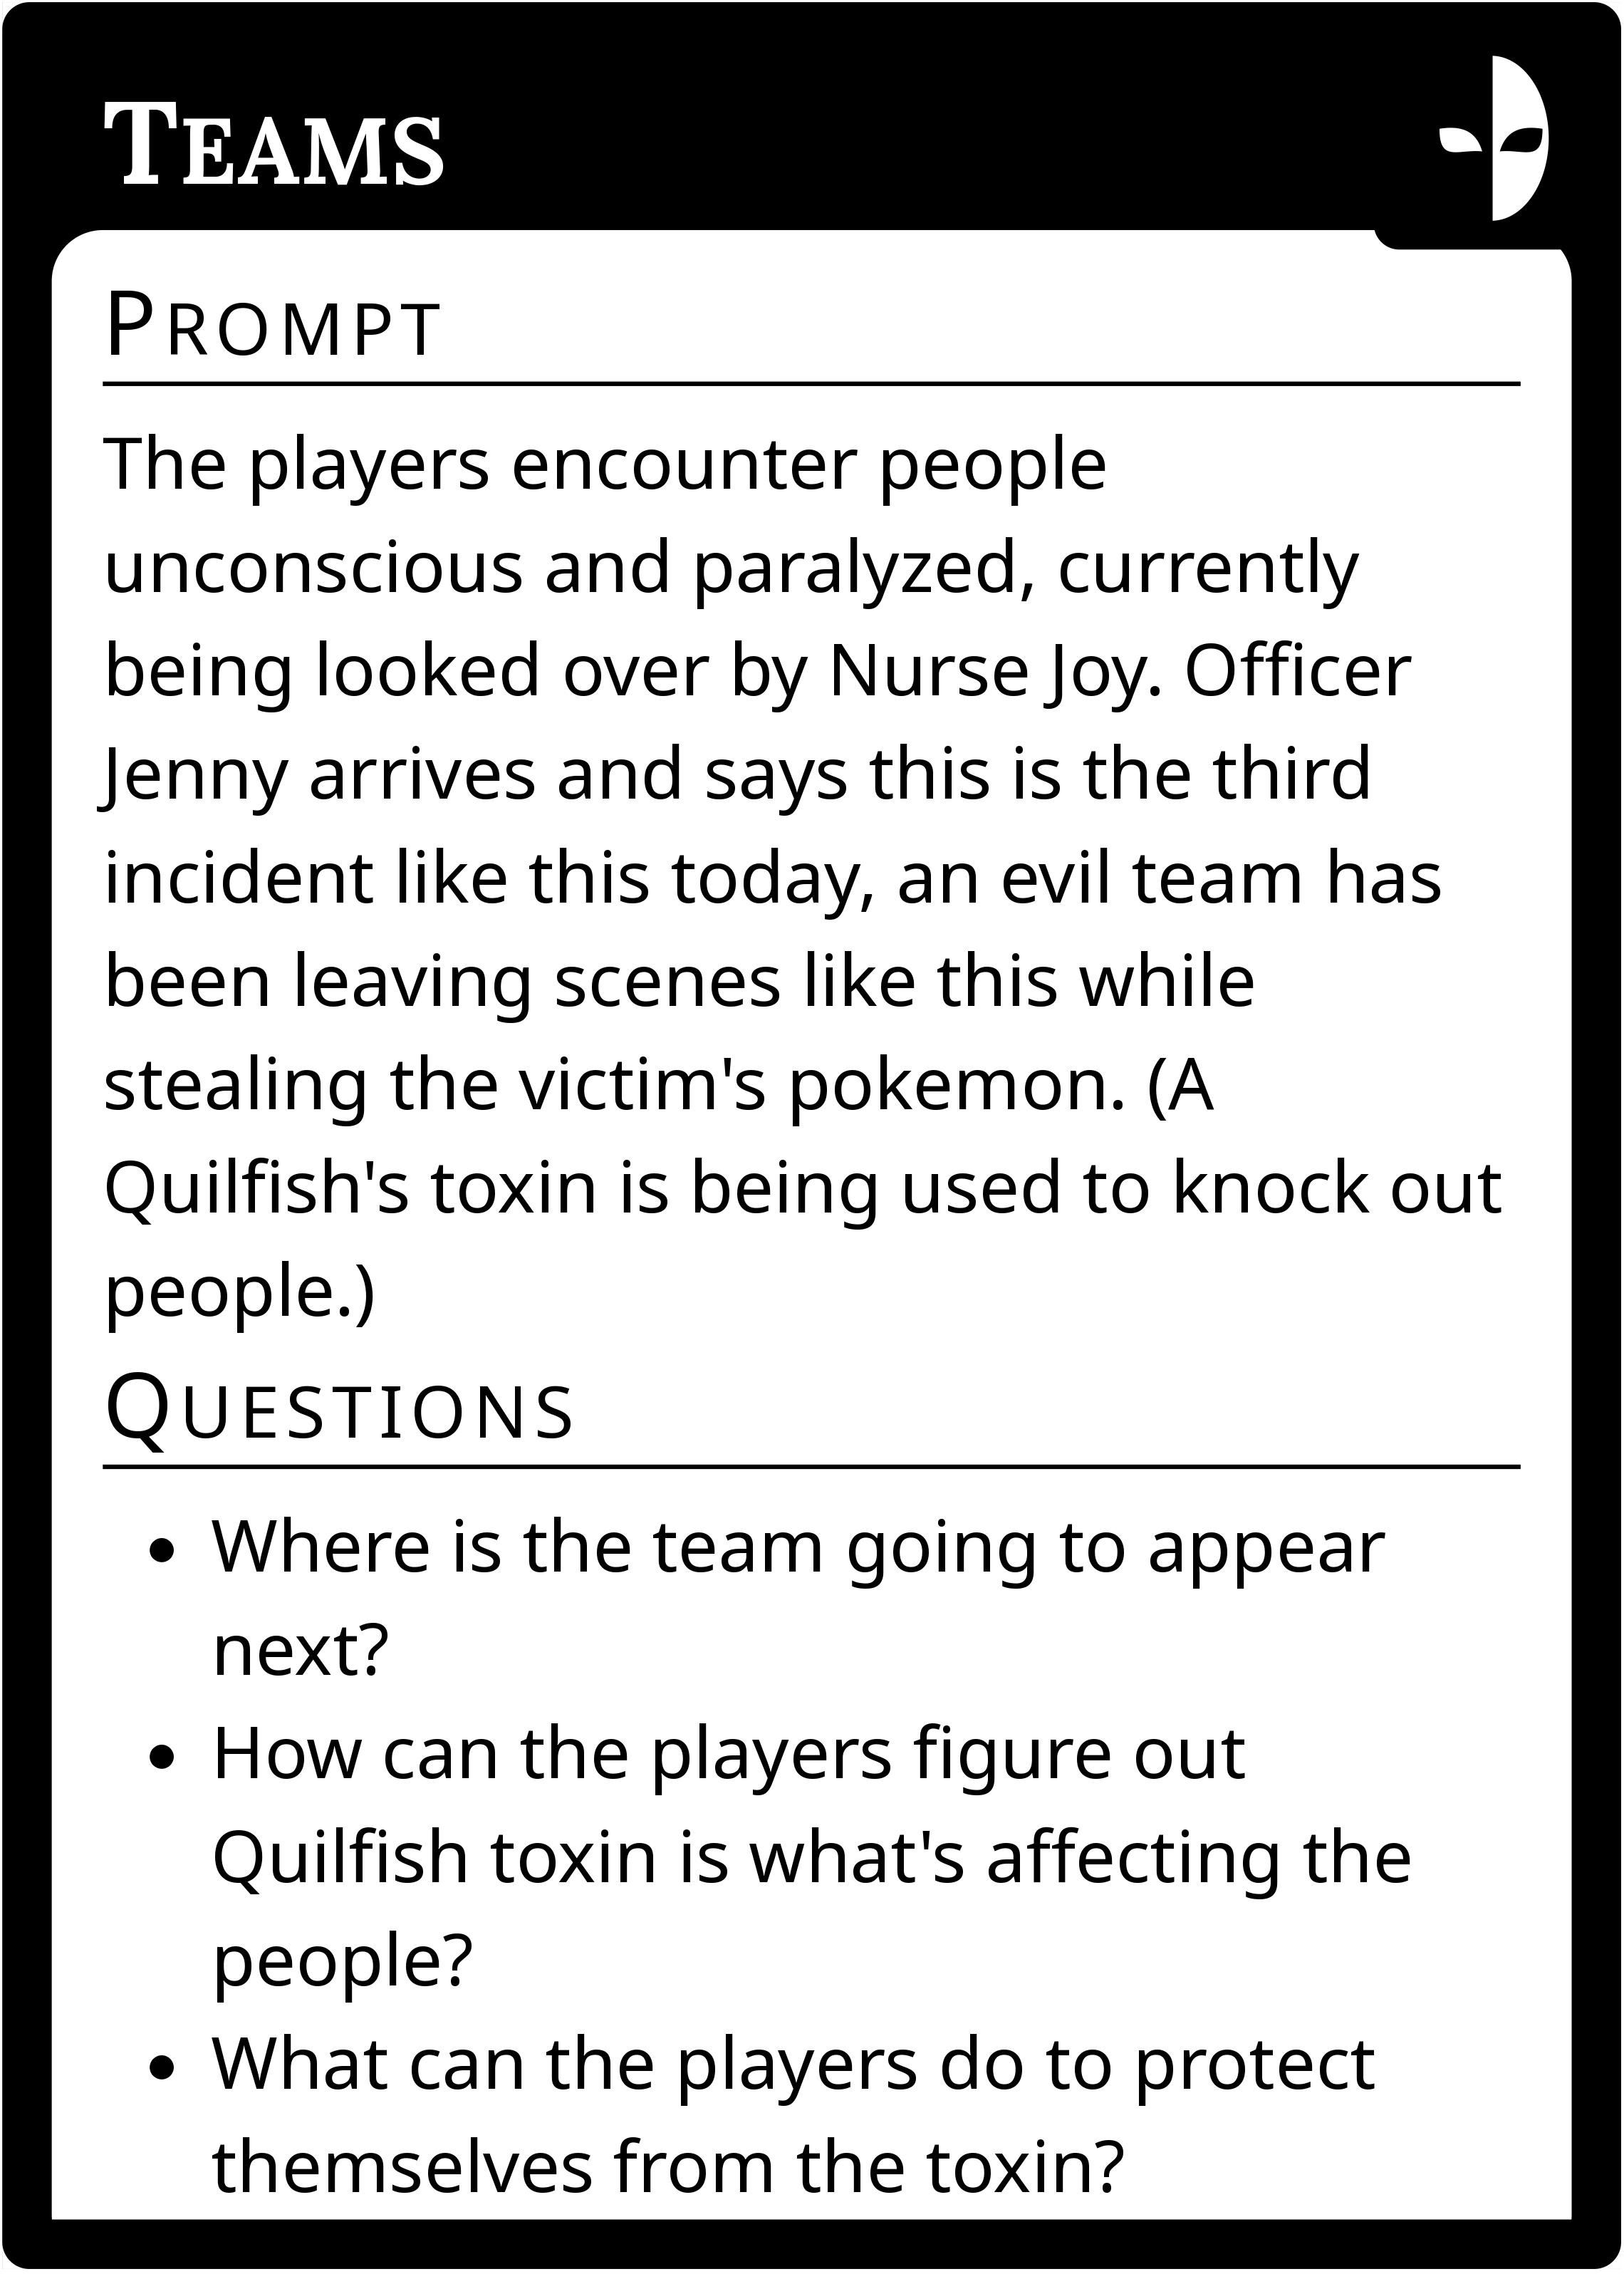 Teams
Prompt
The players encounter people
unconscious and paralyzed, currently
being looked over by Nurse Joy. Officer
Jenny arrives and says this is the third
incident like this today, an evil team has
been leaving scenes like this while
stealing the victim's pokemon. (A
Quilfish's toxin is being used to knock out
people.)
Questions
• Where is the team going to appear
next?
• How can the players figure out
Quilfish toxin is what's affecting the
people?
• What can the players do to protect
themselves from the toxin?